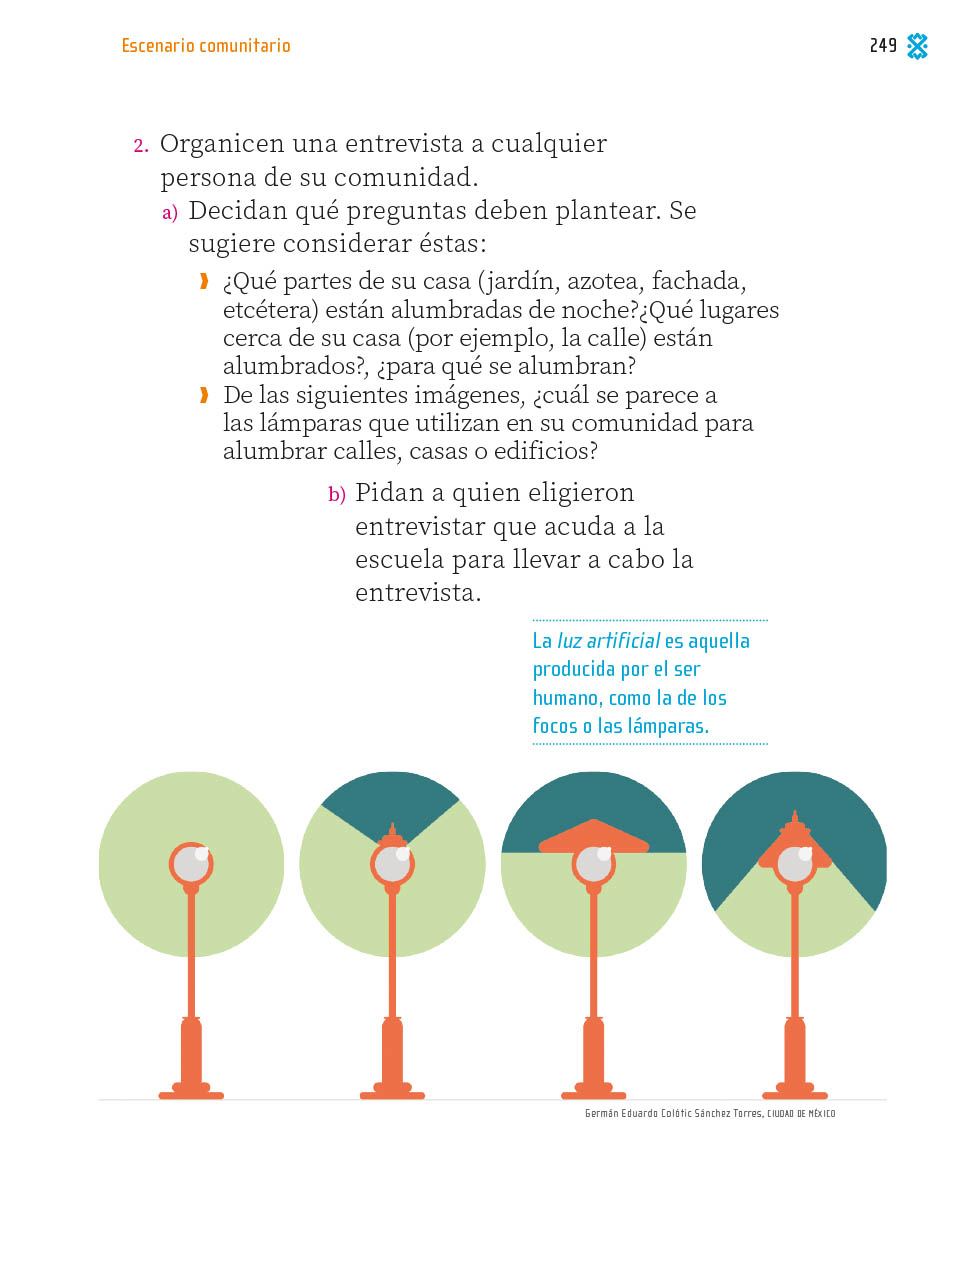 Escenario comunitario
249
2. Organicen una entrevista a cualquier
persona de su comunidad.
a) Decidan qué preguntas deben plantear. Se
sugiere considerar éstas:
¿Qué partes de su casa (jardín, azotea, fachada,
etcétera) están alumbradas de noche?¿Qué lugares
cerca de su casa (por ejemplo, la calle) están
alumbrados?, ¿para qué se alumbran?
De las siguientes imágenes, ¿cuál se parece a
las lámparas que utilizan en su comunidad para
alumbrar calles, casas o edificios?
b) Pidan a quien eligieron
entrevistar que acuda a la
escuela para llevar a cabo la
entrevista.
La luz artificial es aquella
producida por el ser
humano, como la de los
focos o las lámparas.
Germán Eduardo Colótic Sánchez Torres, CIUDAD DE MÉXICO